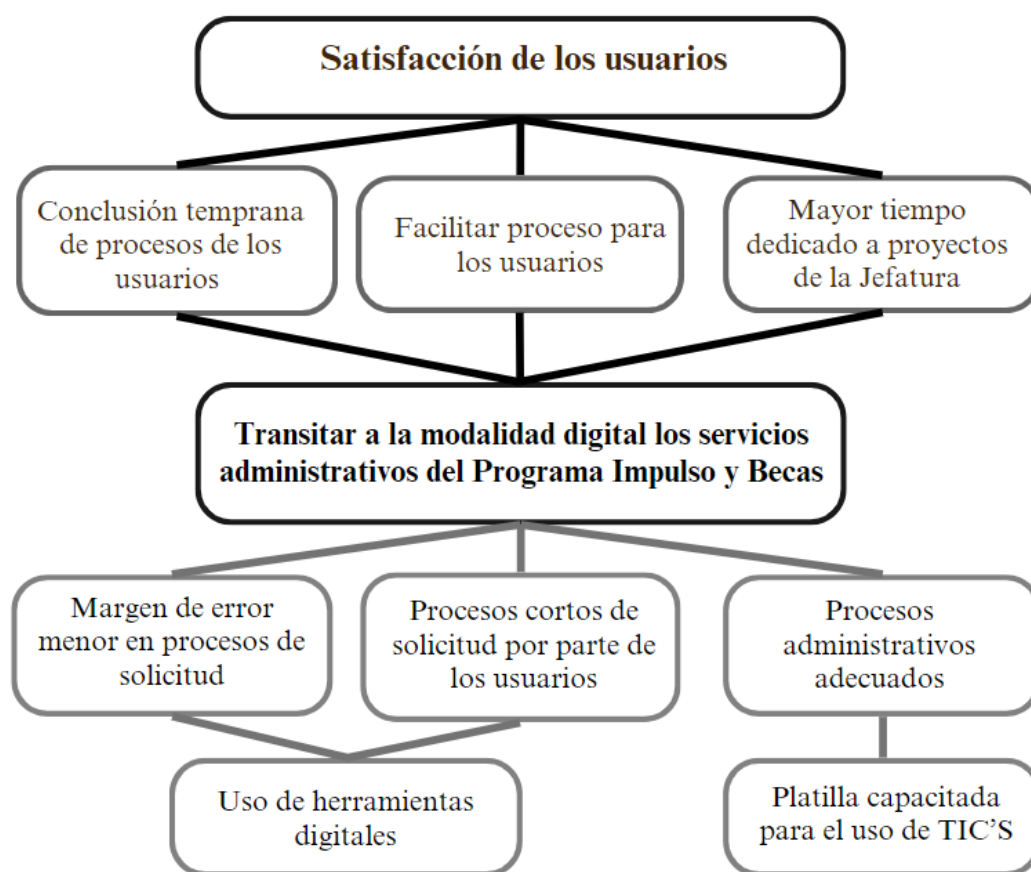 Satisfacción de los usuarios
Conclusión temprana
de procesos de los
usuarios
Facilitar proceso para
los usuarios
Mayor tiempo
dedicado a proyectos
de la Jefatura
Transitar a la modalidad digital los servicios
administrativos del Programa Impulso y Becas
Margen de error
menor en procesos de
solicitud
Procesos cortos de
solicitud por parte de
los usuarios
Procesos
administrativos
adecuados
Uso de herramientas
digitales
Platilla capacitada
para el uso de TIC’S